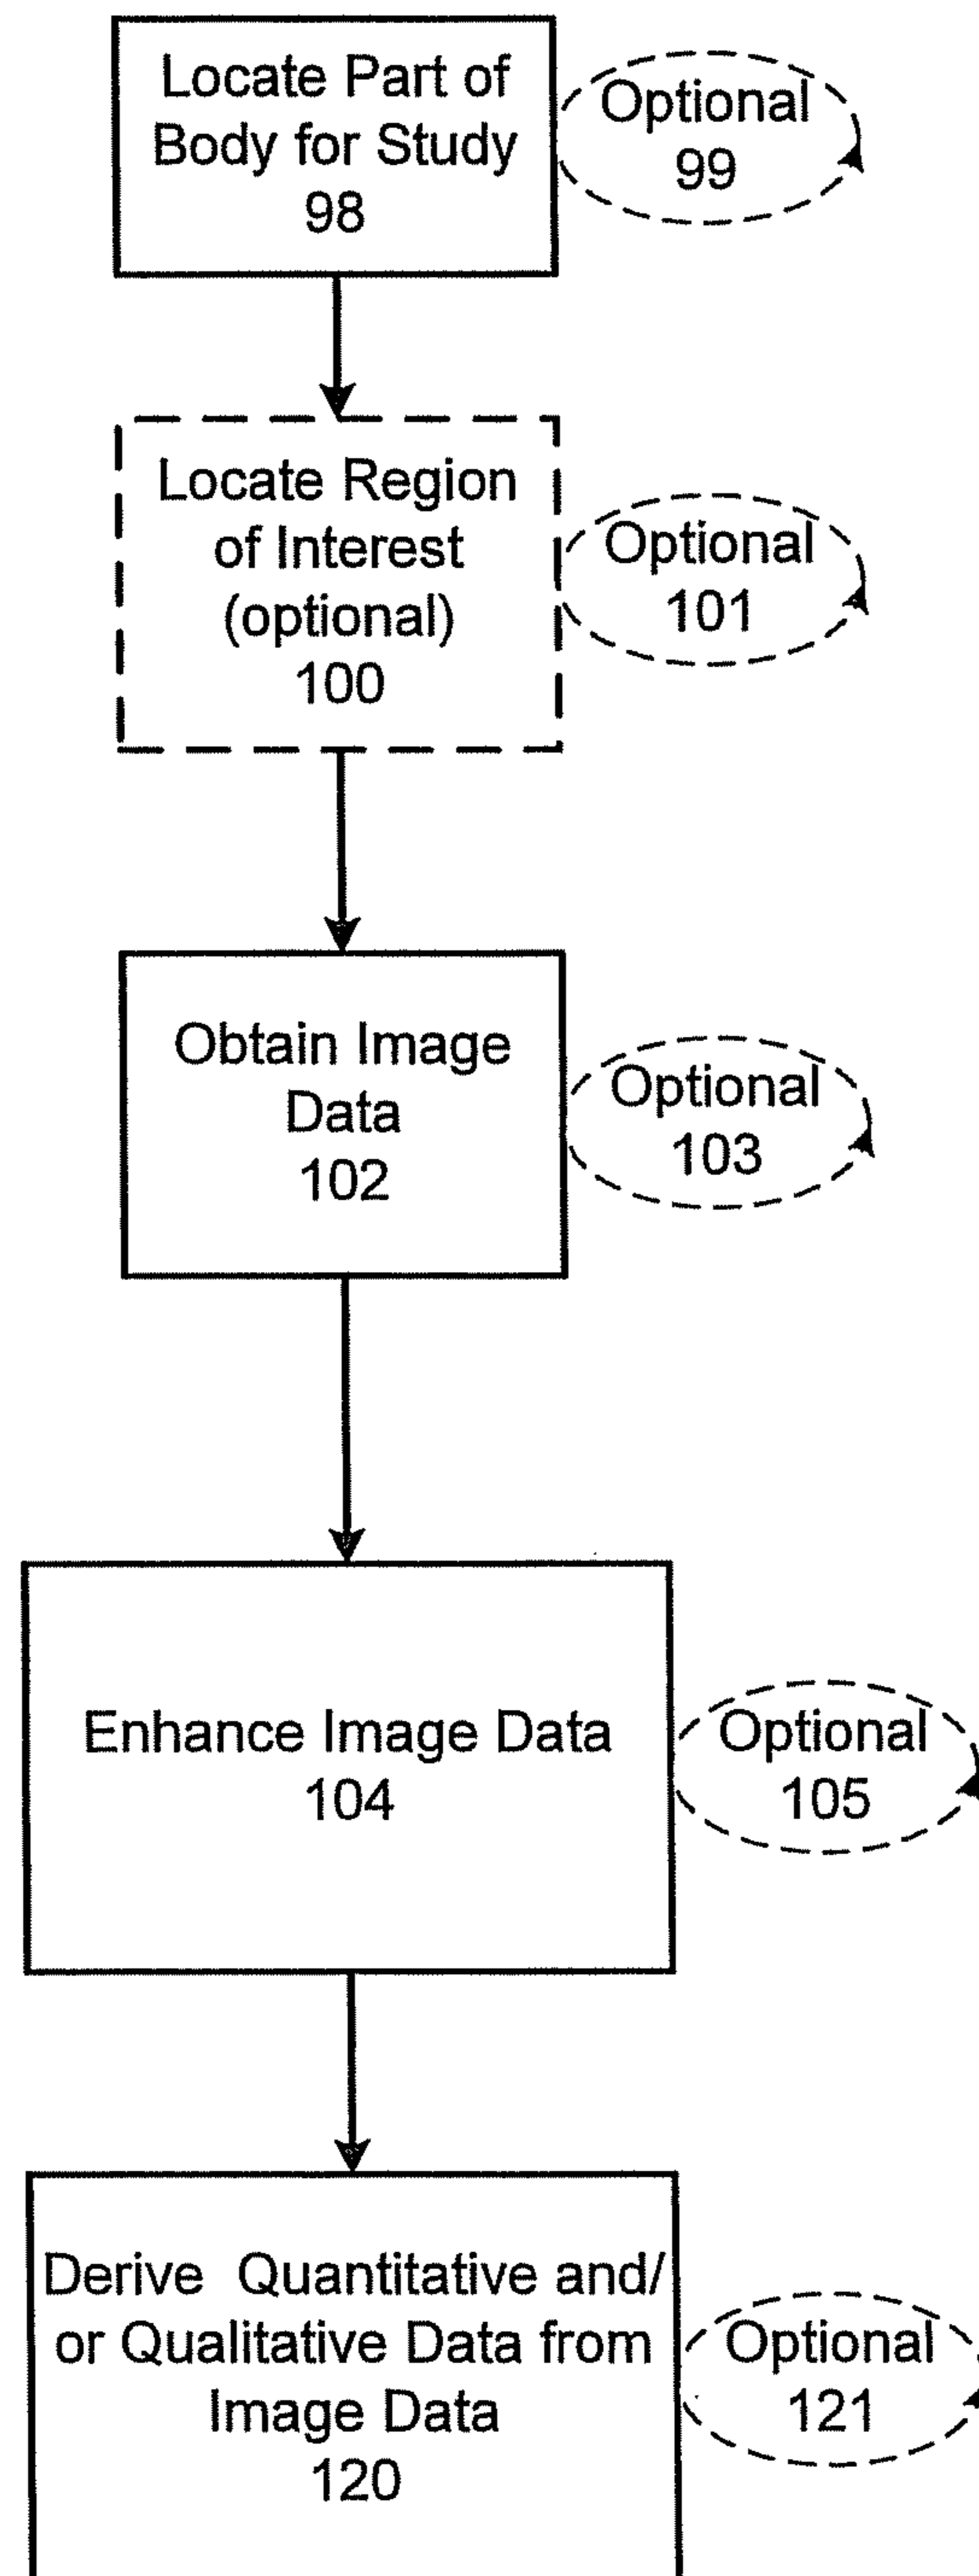 Locate Part of
Body for Study
98
Optional
99
Locate Region
of Interest
(optional)
100
Optional
101
Obtain Image
Data
102
Optional
103
Enhance Image Data
104
Optional
105
Derive Quantitative and/
or Qualitative Data from
Image Data
120
Optional
121